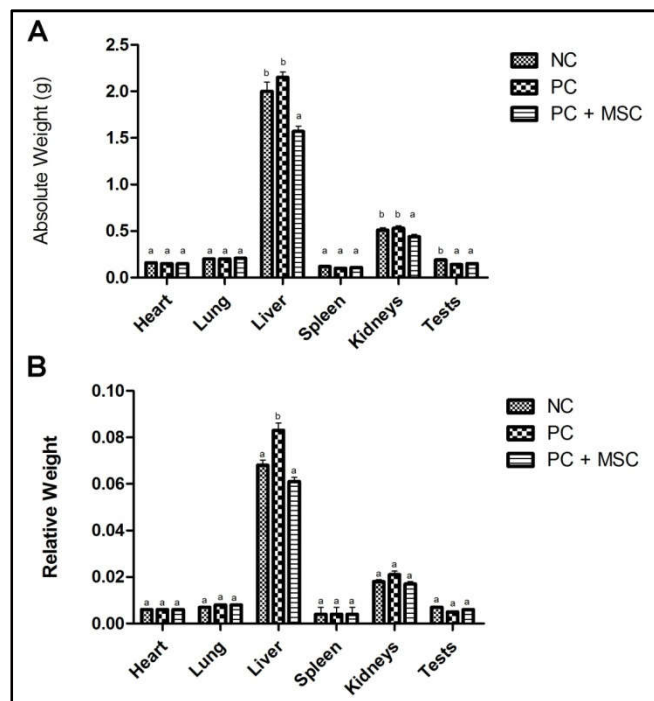 A
Absolute Weight (g)
2.5
2.0
1.5
1.0
0.5
0.0
b b a
a a a a a a a a a b b a b a a
Heart Lung Liver Spleen Kidneys Tests
NC
PC
PC + MSC
B
Relative Weight
0.10
0.08
0.06
0.04
0.02
0.00
a b a
a a a a a a a a a a a a a a a
Heart Lung Liver Spleen Kidneys Tests
NC
PC
PC + MSC